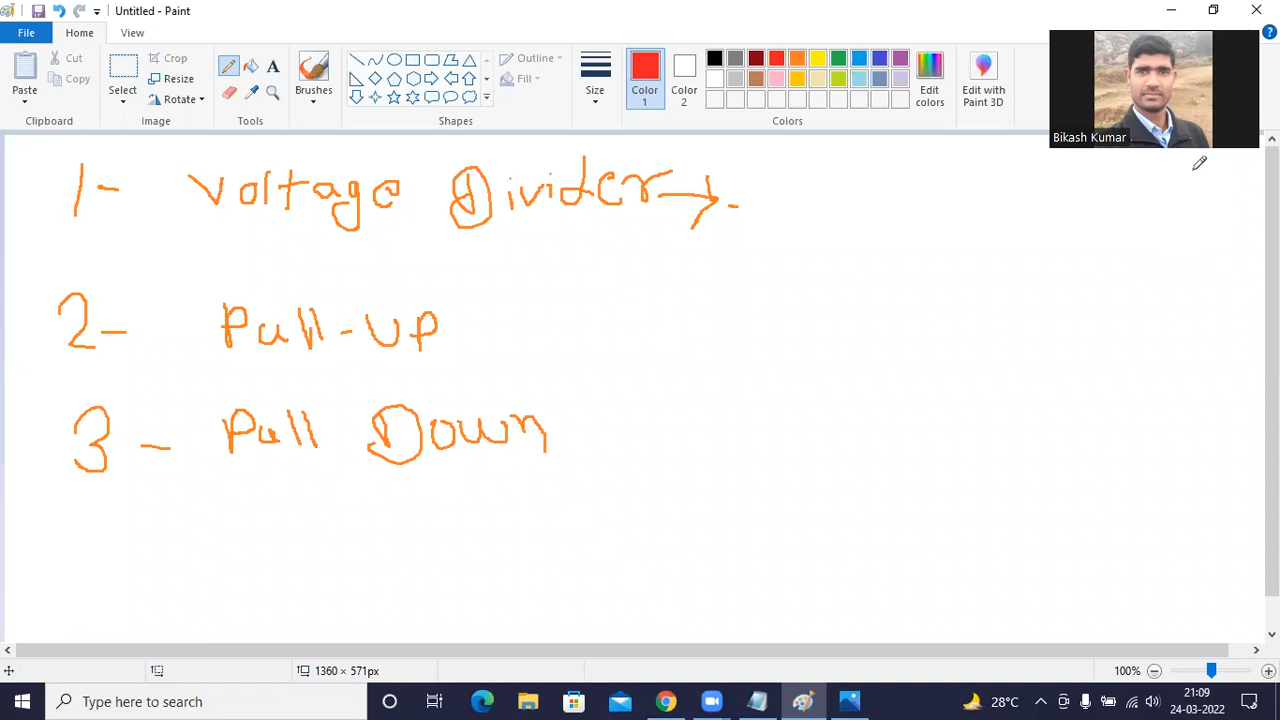 Untitled - Paint
File Home View
Paste Cut Copy Clipboard
Select Crop Resize Rotate Image
Tools
Brushes
Shapes Outline Fill
Size
Color 1 Color 2 Colors
Edit colors
Edit with Paint 3D
Bikash Kumar
1- Voltage Divider→.
2- Pull-UP
3 - Pull Down
1360 × 571px 100%
Type here to search 28°C 21:09 24-03-2022